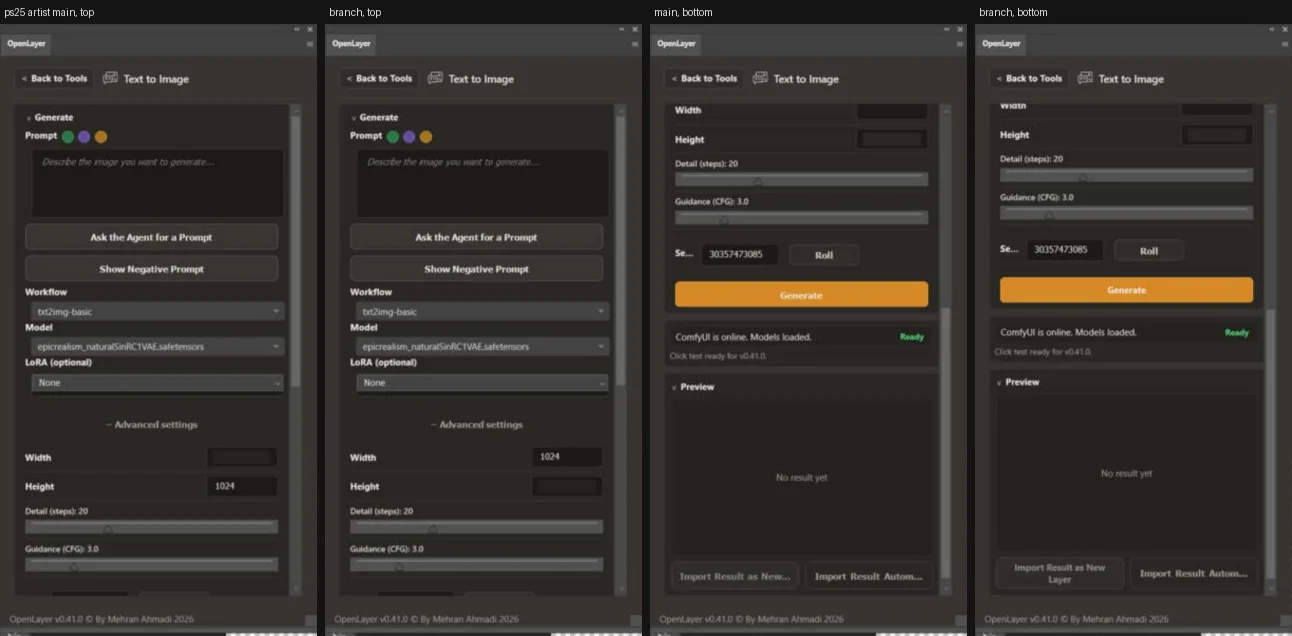 ps25 artist main, top
OpenLayer
< Back to Tools Text to Image
Generate
Prompt
Describe the image you want to generate...
Ask the Agent for a Prompt
Show Negative Prompt
Workflow
txt2img-basic
Model
epicrealism_naturalSinRC1VAE.safetensors
LoRA (optional)
None
– Advanced settings
Width
Height 1024
Detail (steps): 20
Guidance (CFG): 3.0
OpenLayer v0.41.0 © By Mehran Ahmadi 2026
branch, top
OpenLayer
< Back to Tools Text to Image
Generate
Prompt
Describe the image you want to generate...
Ask the Agent for a Prompt
Show Negative Prompt
Workflow
txt2img-basic
Model
epicrealism_naturalSinRC1VAE.safetensors
LoRA (optional)
None
– Advanced settings
Width 1024
Height
Detail (steps): 20
Guidance (CFG): 3.0
OpenLayer v0.41.0 © By Mehran Ahmadi 2026
main, bottom
OpenLayer
< Back to Tools Text to Image
Width
Height
Detail (steps): 20
Guidance (CFG): 3.0
Se... 30357473085 Roll
Generate
ComfyUI is online. Models loaded. Ready
Click test ready for v0.41.0.
Preview
No result yet
Import Result as New... Import Result Autom...
OpenLayer v0.41.0 © By Mehran Ahmadi 2026
branch, bottom
OpenLayer
< Back to Tools Text to Image
Width
Height
Detail (steps): 20
Guidance (CFG): 3.0
Se... 30357473085 Roll
Generate
ComfyUI is online. Models loaded. Ready
Click test ready for v0.41.0.
Preview
No result yet
Import Result as New
Layer
Import Result Autom...
OpenLayer v0.41.0 © By Mehran Ahmadi 2026